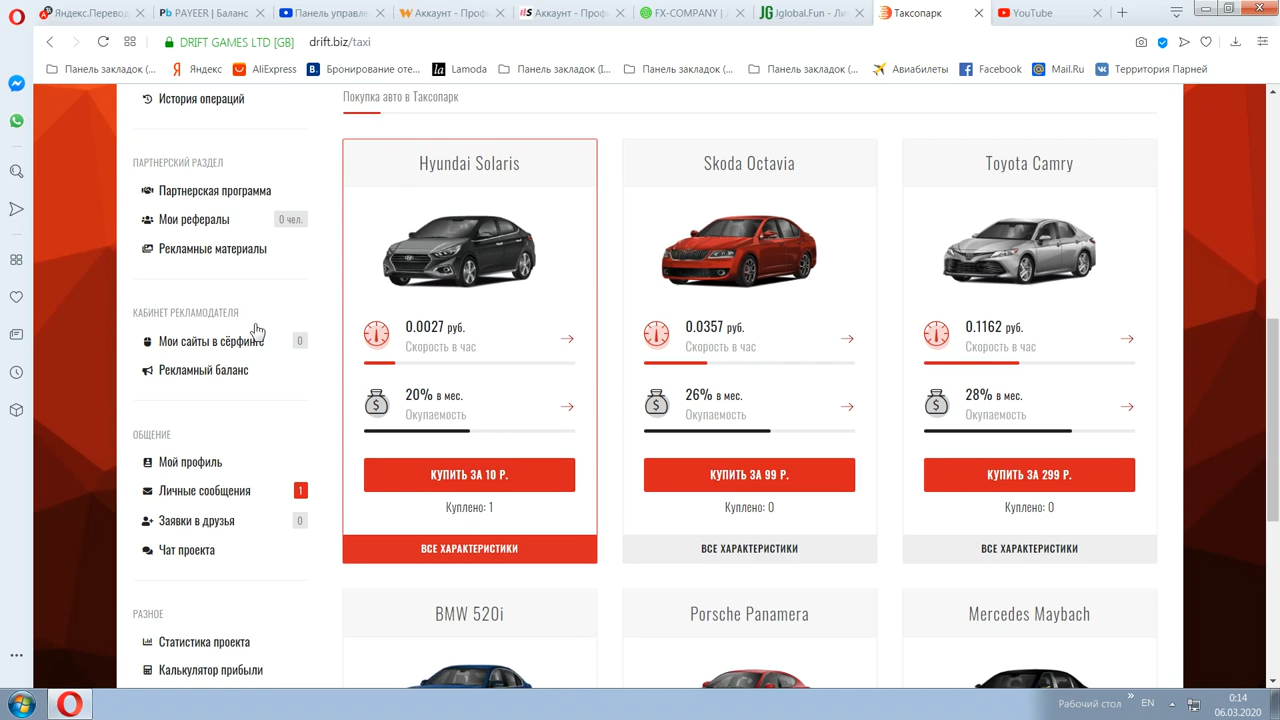 Яндекс.Перевод
PAYEER | Баланс
Панель управл
Аккаунт - Проф
Аккаунт - Проф
FX-COMPANY |
Jglobal.Fun - Ли
Таксопарк
YouTube
DRIFT GAMES LTD [GB]
drift.biz/taxi
Панель закладок (...
Яндекс
AliExpress
Бронирование оте...
Lamoda
Панель закладок (I...
Панель закладок (...
Панель закладок (...
Авиабилеты
Facebook
Mail.Ru
Территория Парней
История операций
ПАРТНЕРСКИЙ РАЗДЕЛ
Партнерская программа
Мои рефералы
0 чел.
Рекламные материалы
КАБИНЕТ РЕКЛАМОДАТЕЛЯ
Мои сайты в сёрфинге
0
Рекламный баланс
ОБЩЕНИЕ
Мой профиль
Личные сообщения
1
Заявки в друзья
0
Чат проекта
РАЗНОЕ
Статистика проекта
Калькулятор прибыли
Покупка авто в Таксопарк
Hyundai Solaris
0.0027 руб.
Скорость в час
20% в мес.
Окупаемость
КУПИТЬ ЗА 10 Р.
Куплено: 1
ВСЕ ХАРАКТЕРИСТИКИ
Skoda Octavia
0.0357 руб.
Скорость в час
26% в мес.
Окупаемость
КУПИТЬ ЗА 99 Р.
Куплено: 0
ВСЕ ХАРАКТЕРИСТИКИ
Toyota Camry
0.1162 руб.
Скорость в час
28% в мес.
Окупаемость
КУПИТЬ ЗА 299 Р.
Куплено: 0
ВСЕ ХАРАКТЕРИСТИКИ
BMW 520i
Porsche Panamera
Mercedes Maybach
Рабочий стол
EN
0:14
06.03.2020